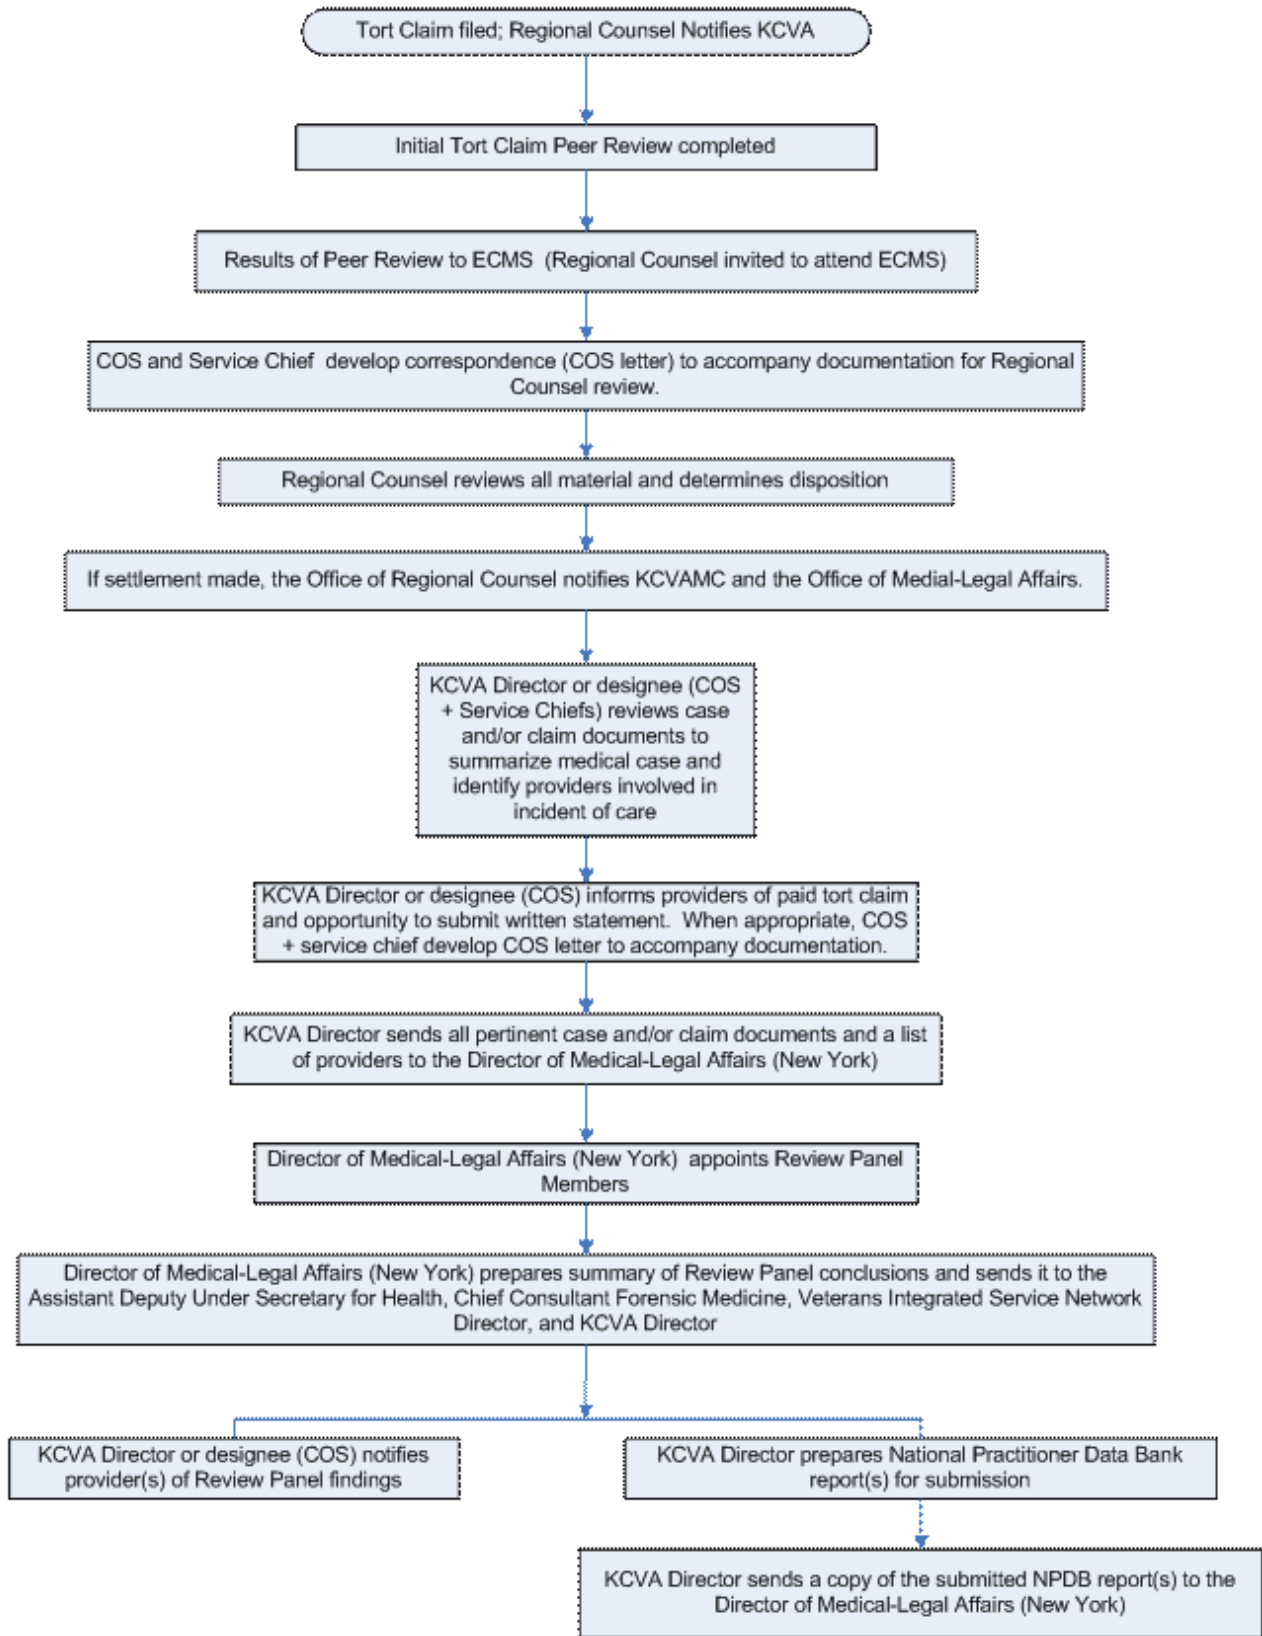 Tort Claim filed; Regional Counsel Notifies KCVA
Initial Tort Claim Peer Review completed
Results of Peer Review to ECMS (Regional Counsel invited to attend ECMS)
COS and Service Chief develop correspondence (COS letter) to accompany documentation for Regional
Counsel review.
Regional Counsel reviews all material and determines disposition
If settlement made, the Office of Regional Counsel notifies KCVAMC and the Office of Medial-Legal Affairs.
KCVA Director or designee (COS
+ Service Chiefs) reviews case
and/or claim documents to
summarize medical case and
identify providers involved in
incident of care
KCVA Director or designee (COS) informs providers of paid tort claim
and opportunity to submit written statement. When appropriate, COS
+ service chief develop COS letter to accompany documentation.
KCVA Director sends all pertinent case and/or claim documents and a list
of providers to the Director of Medical-Legal Affairs (New York)
Director of Medical-Legal Affairs (New York) appoints Review Panel
Members
Director of Medical-Legal Affairs (New York) prepares summary of Review Panel conclusions and sends it to the
Assistant Deputy Under Secretary for Health, Chief Consultant Forensic Medicine, Veterans Integrated Service Network
Director, and KCVA Director
KCVA Director or designee (COS) notifies
provider(s) of Review Panel findings
KCVA Director prepares National Practitioner Data Bank
report(s) for submission
KCVA Director sends a copy of the submitted NPDB report(s) to the
Director of Medical-Legal Affairs (New York)